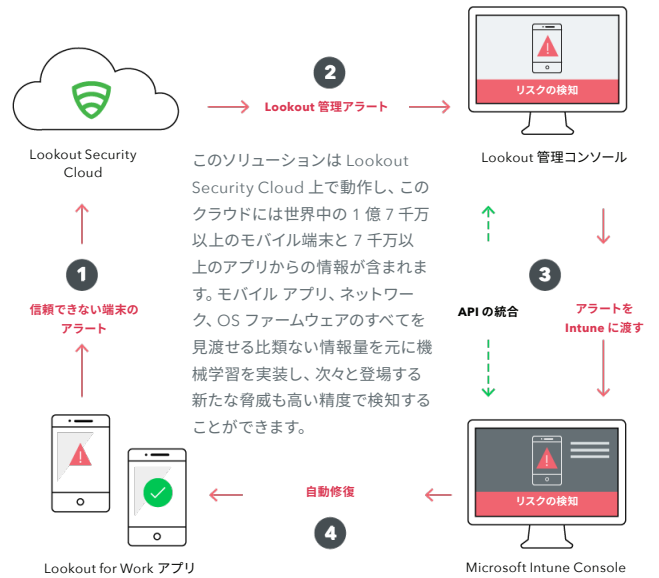 2
Lookout 管理アラート
リスクの検知
Lookout Security
Cloud
Lookout 管理コンソール
このソリューションは Lookout
Security Cloud 上で動作し、この
クラウドには世界中の 1 億 7 千万
以上のモバイル端末と 7 千万以
上のアプリからの情報が含まれま
す。モバイル アプリ、ネットワー
ク、OS ファームウェアのすべてを
見渡せる比類ない情報量を元に機
械学習を実装し、次々と登場する
新たな脅威も高い精度で検知する
ことができます。
1
信頼できない端末の
アラート
3
API の統合
アラートを
Intune に渡す
リスクの検知
自動修復
4
Lookout for Work アプリ
Microsoft Intune Console